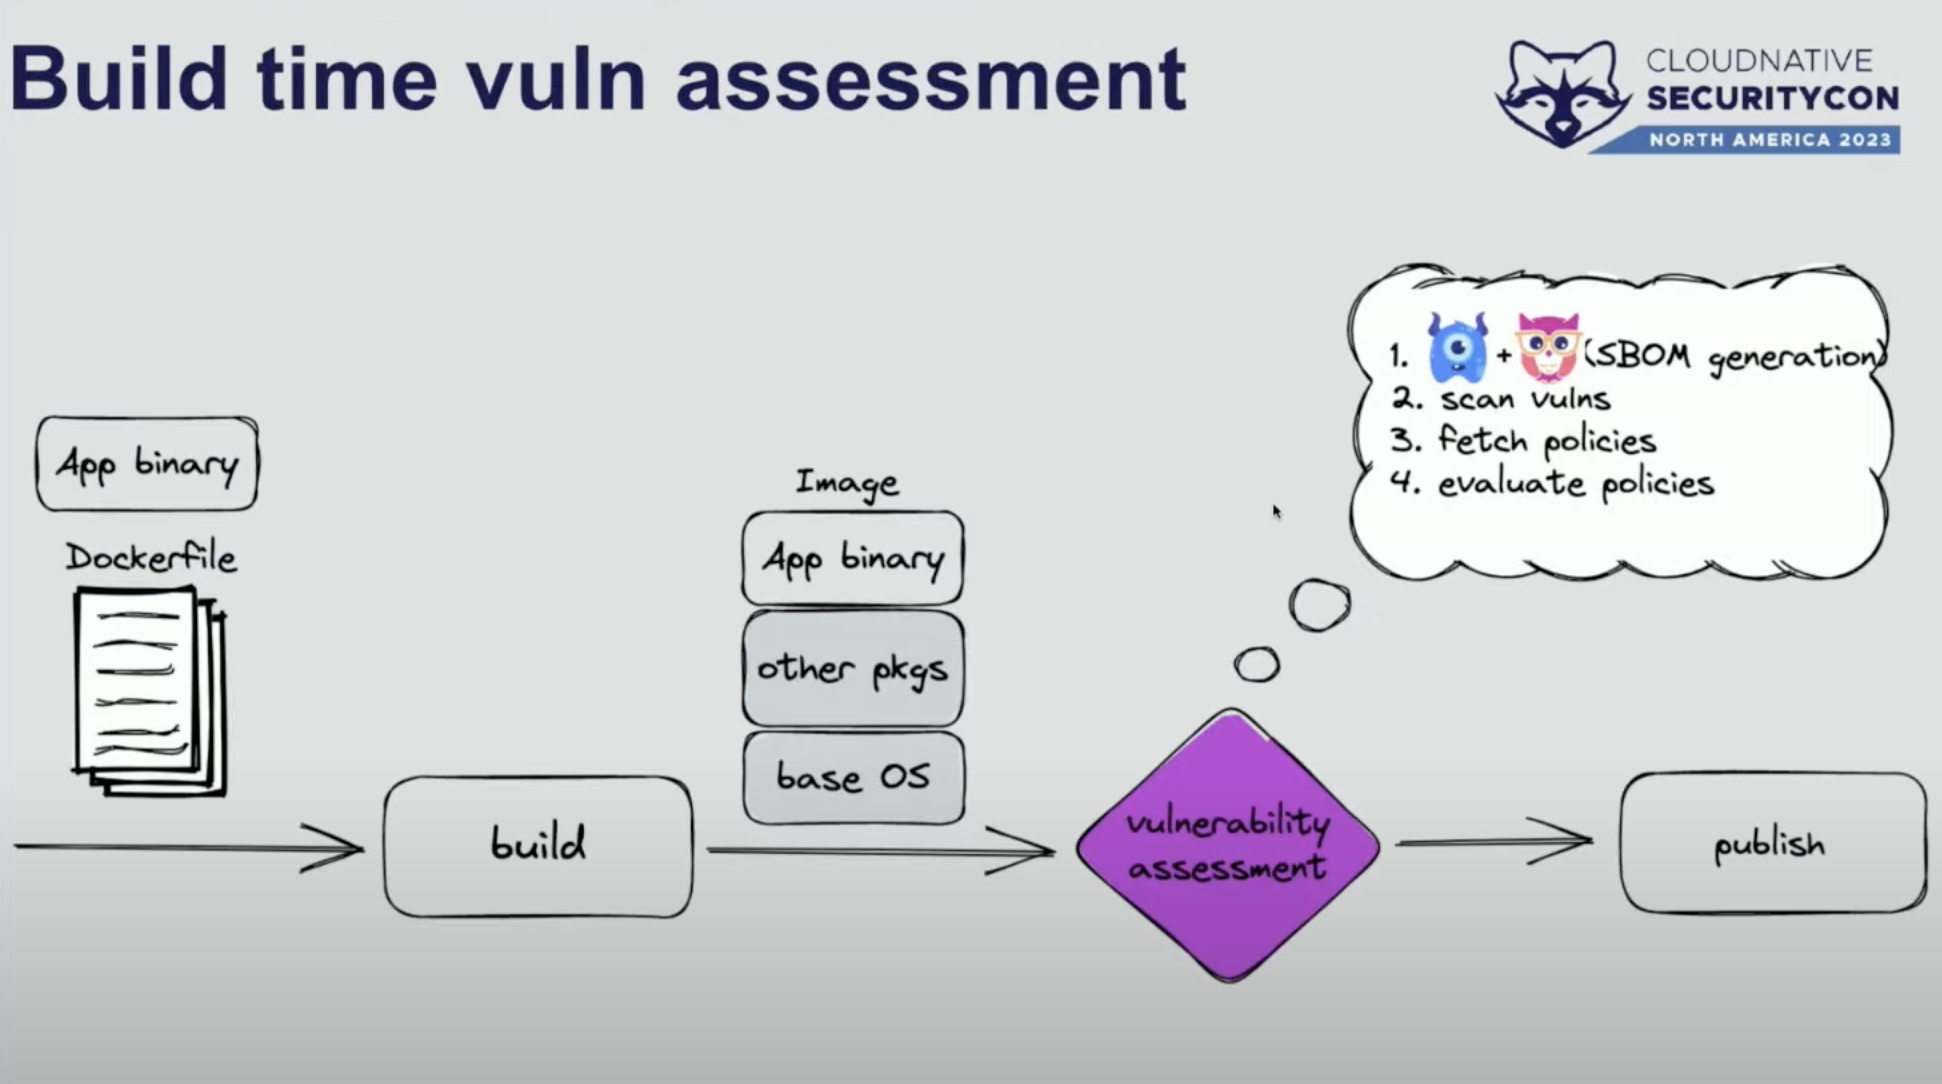 Build time vuln assessment
CLOUDNATIVE
SECURITYCON
NORTH AMERICA 2023
1. + (SBOM generation)
2. scan vulns
3. fetch policies
4. evaluate policies
App binary
Dockerfile
Image
App binary
other pkgs
base OS
build
vulnerability
assessment
publish